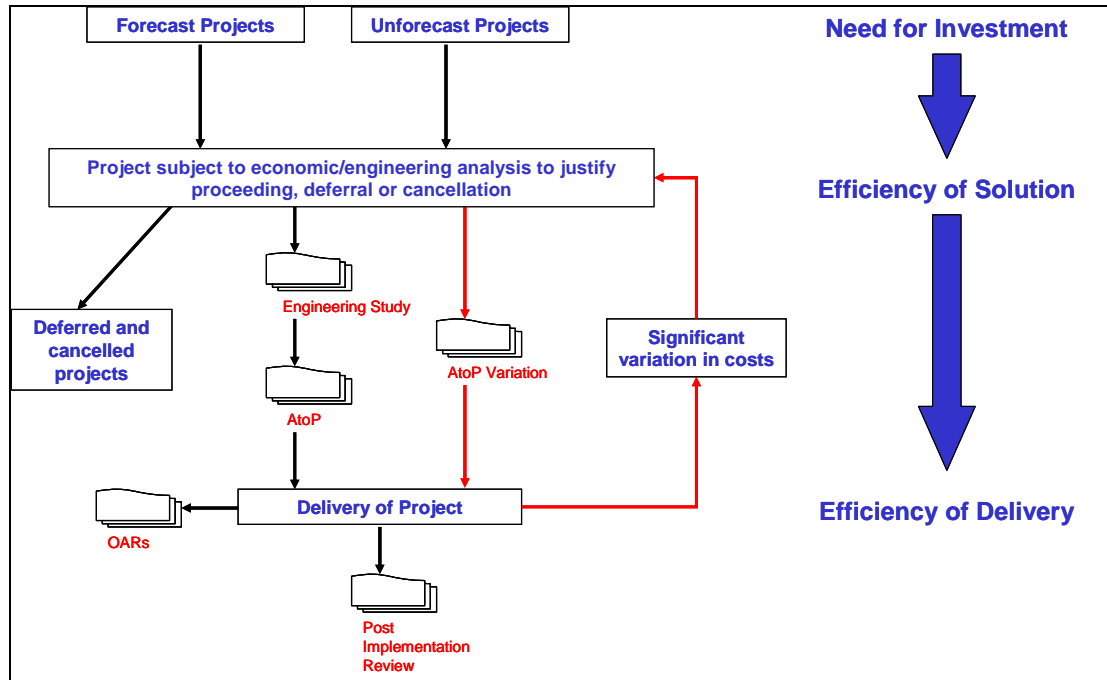 Forecast Projects
Unforecast Projects
Need for Investment
Project subject to economic/engineering analysis to justify
proceeding, deferral or cancellation
Efficiency of Solution
Engineering Study
Deferred and
cancelled
projects
Significant
variation in costs
AtoP Variation
AtoP
Delivery of Project
Efficiency of Delivery
OARs
Post
Implementation
Review